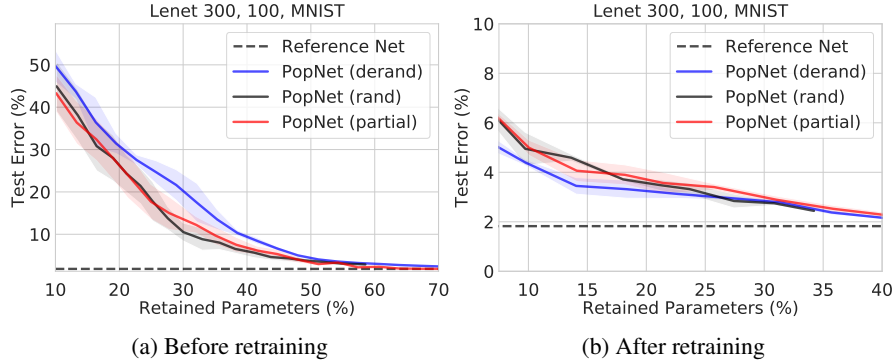 Lenet 300, 100, MNIST
Test Error (%)
50
40
30
20
10
Reference Net
PopNet (derand)
PopNet (rand)
PopNet (partial)
10 20 30 40 50 60 70
Retained Parameters (%)
(a) Before retraining
Lenet 300, 100, MNIST
Test Error (%)
10
8
6
4
2
0
Reference Net
PopNet (derand)
PopNet (rand)
PopNet (partial)
10 15 20 25 30 35 40
Retained Parameters (%)
(b) After retraining